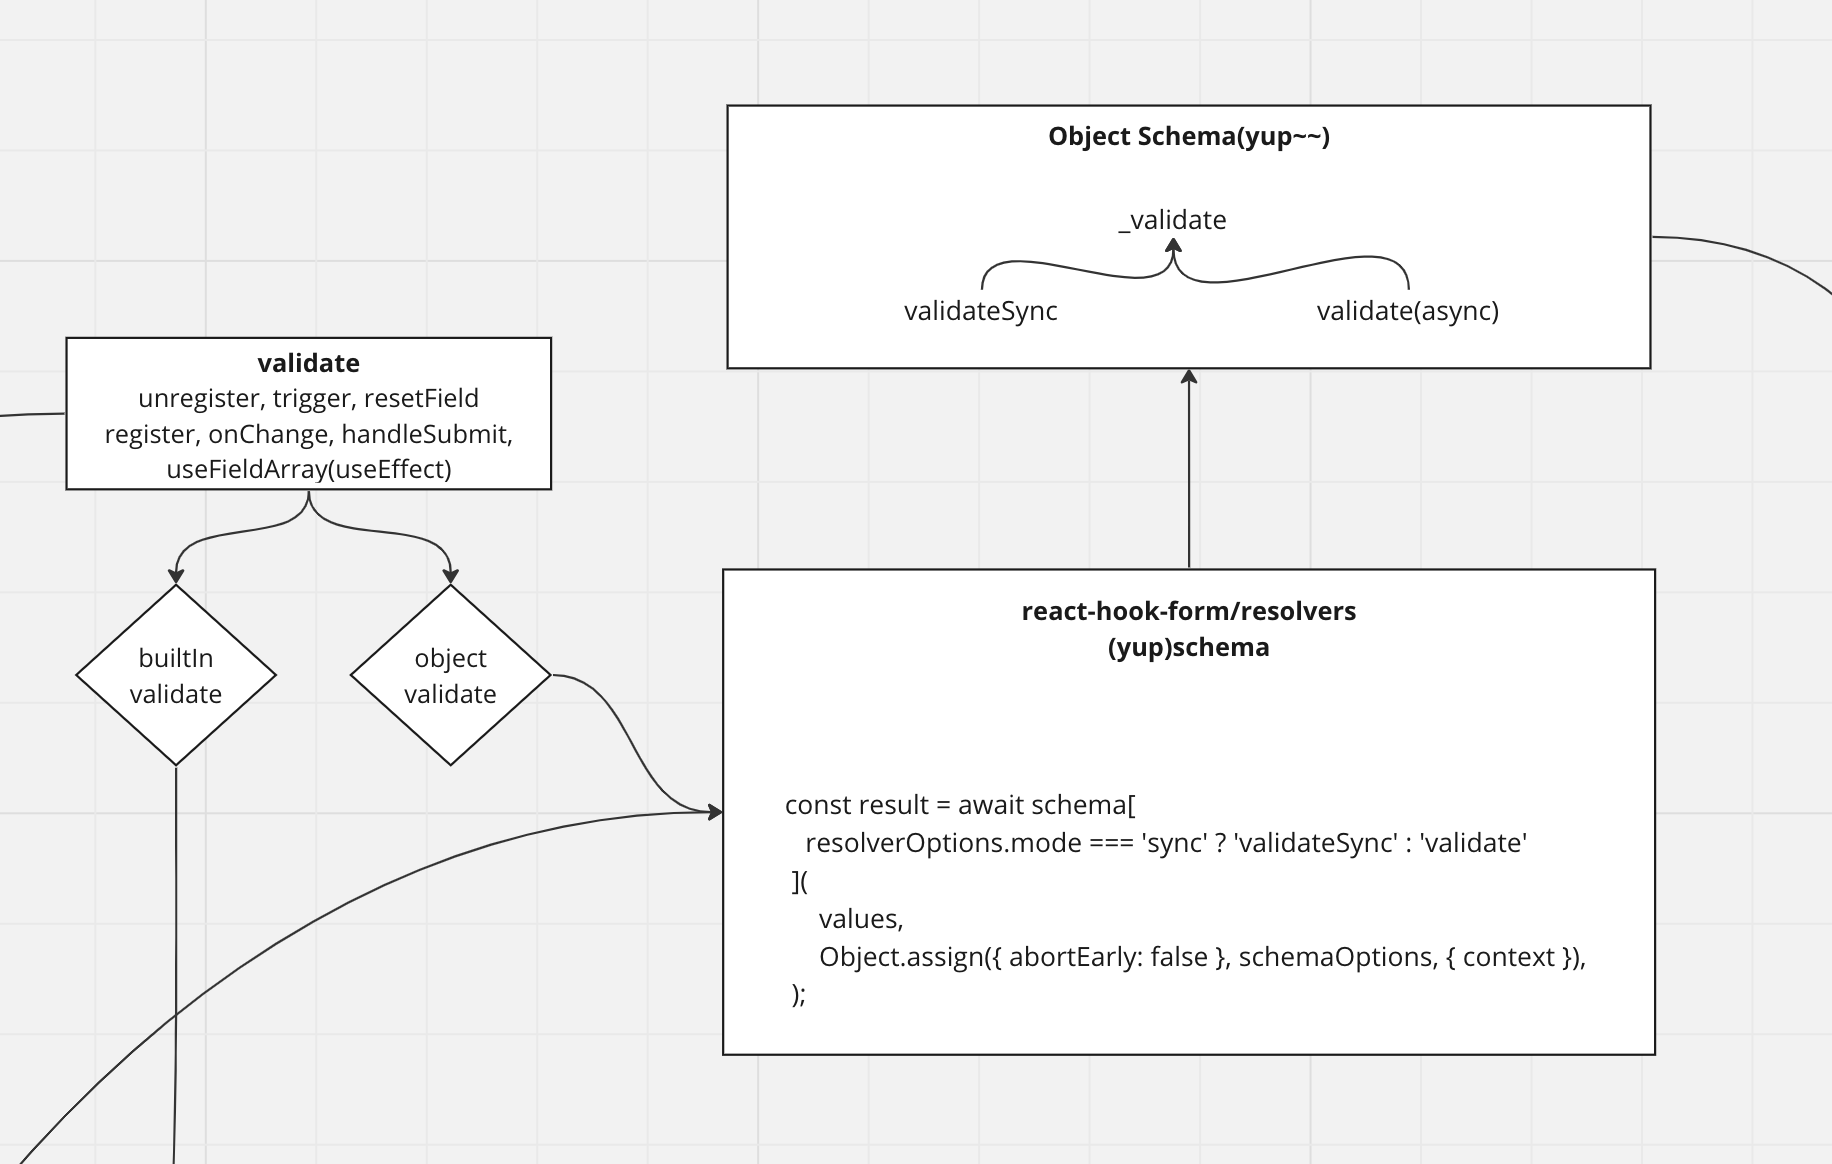 Object Schema(yup~~)
_validate
validateSync
validate(async)
validate
unregister, trigger, resetField
register, onChange, handleSubmit,
useFieldArray(useEffect)
builtIn
validate
object
validate
react-hook-form/resolvers
(yup)schema
const result = await schema[
resolverOptions.mode === 'sync' ? 'validateSync' : 'validate'
](
values,
Object.assign({ abortEarly: false }, schemaOptions, { context }),
);